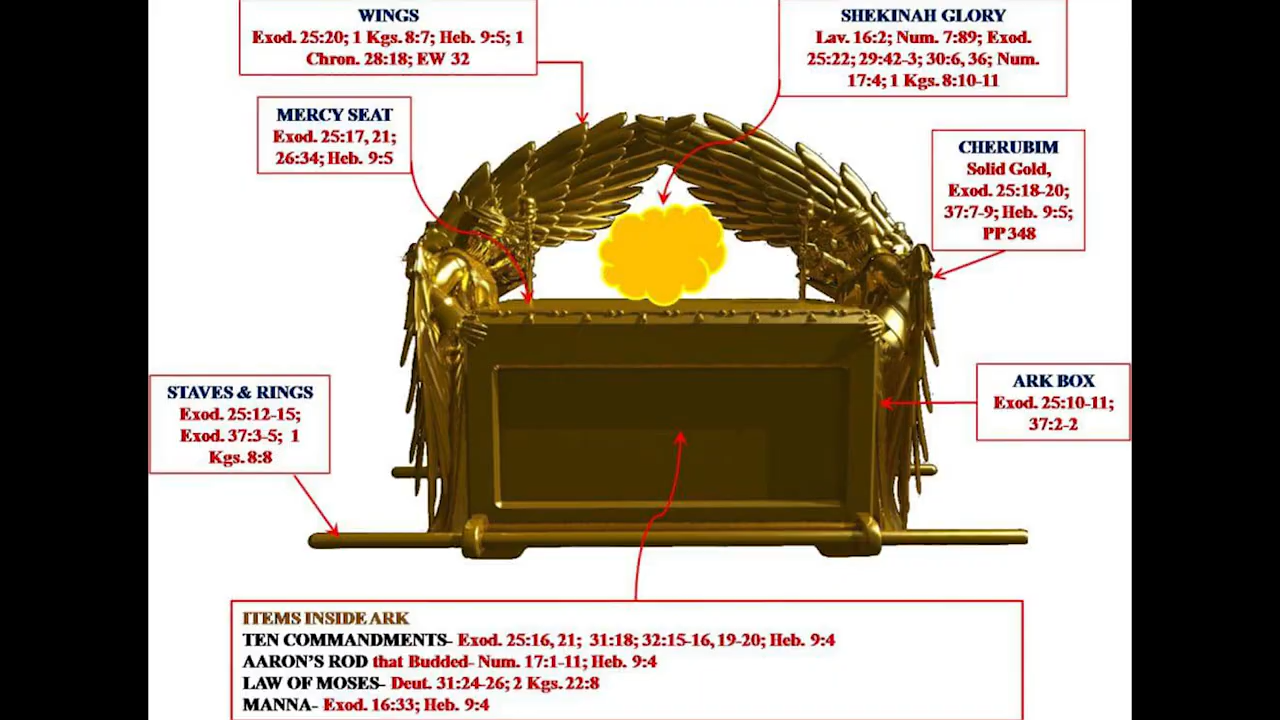 WINGS
Exod. 25:20; 1 Kgs. 8:7; Heb. 9:5; 1
Chron. 28:18; EW 32
SHEKINAH GLORY
Lav. 16:2; Num. 7:89; Exod.
25:22; 29:42-3; 30:6, 36; Num.
17:4; 1 Kgs. 8:10-11
MERCY SEAT
Exod. 25:17, 21;
26:34; Heb. 9:5
CHERUBIM
Solid Gold,
Exod. 25:18-20;
37:7-9; Heb. 9:5;
PP 348
STAVES & RINGS
Exod. 25:12-15;
Exod. 37:3-5; 1
Kgs. 8:8
ARK BOX
Exod. 25:10-11;
37:2-2
ITEMS INSIDE ARK
TEN COMMANDMENTS- Exod. 25:16, 21; 31:18; 32:15-16, 19-20; Heb. 9:4
AARON'S ROD that Budded- Num. 17:1-11; Heb. 9:4
LAW OF MOSES- Deut. 31:24-26; 2 Kgs. 22:8
MANNA- Exod. 16:33; Heb. 9:4